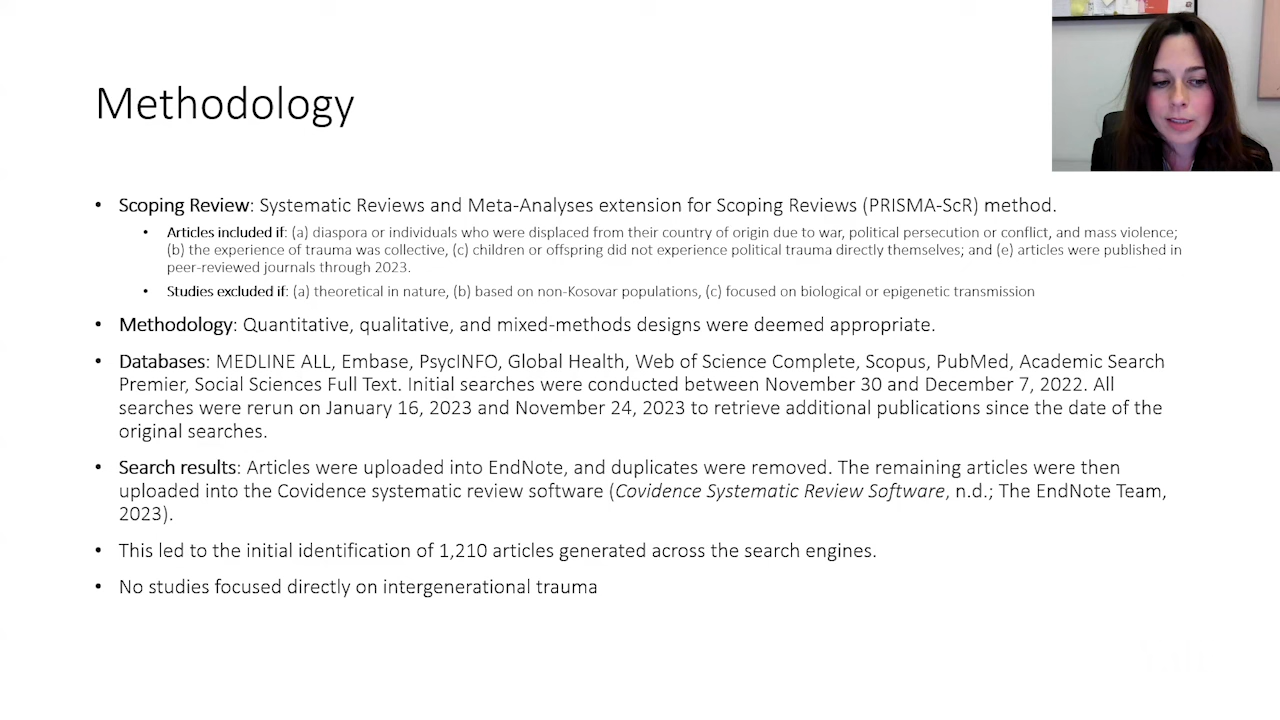 Methodology
• Scoping Review: Systematic Reviews and Meta-Analyses extension for Scoping Reviews (PRISMA-ScR) method.
• Articles included if: (a) diaspora or individuals who were displaced from their country of origin due to war, political persecution or conflict, and mass violence;
(b) the experience of trauma was collective, (c) children or offspring did not experience political trauma directly themselves; and (e) articles were published in
peer-reviewed journals through 2023.
• Studies excluded if: (a) theoretical in nature, (b) based on non-Kosovar populations, (c) focused on biological or epigenetic transmission
• Methodology: Quantitative, qualitative, and mixed-methods designs were deemed appropriate.
• Databases: MEDLINE ALL, Embase, PsycINFO, Global Health, Web of Science Complete, Scopus, PubMed, Academic Search
Premier, Social Sciences Full Text. Initial searches were conducted between November 30 and December 7, 2022. All
searches were rerun on January 16, 2023 and November 24, 2023 to retrieve additional publications since the date of the
original searches.
• Search results: Articles were uploaded into EndNote, and duplicates were removed. The remaining articles were then
uploaded into the Covidence systematic review software (Covidence Systematic Review Software, n.d.; The EndNote Team,
2023).
• This led to the initial identification of 1,210 articles generated across the search engines.
• No studies focused directly on intergenerational trauma